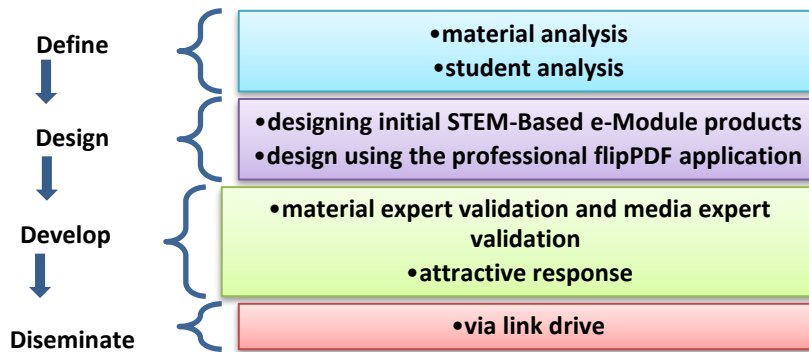 Define
•material analysis
•student analysis
Design
•designing initial STEM-Based e-Module products
•design using the professional flipPDF application
Develop
•material expert validation and media expert
validation
•attractive response
Diseminate
•via link drive